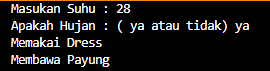 Masukan Suhu : 28
Apakah Hujan : ( ya atau tidak) ya
Memakai Dress
Membawa Payung